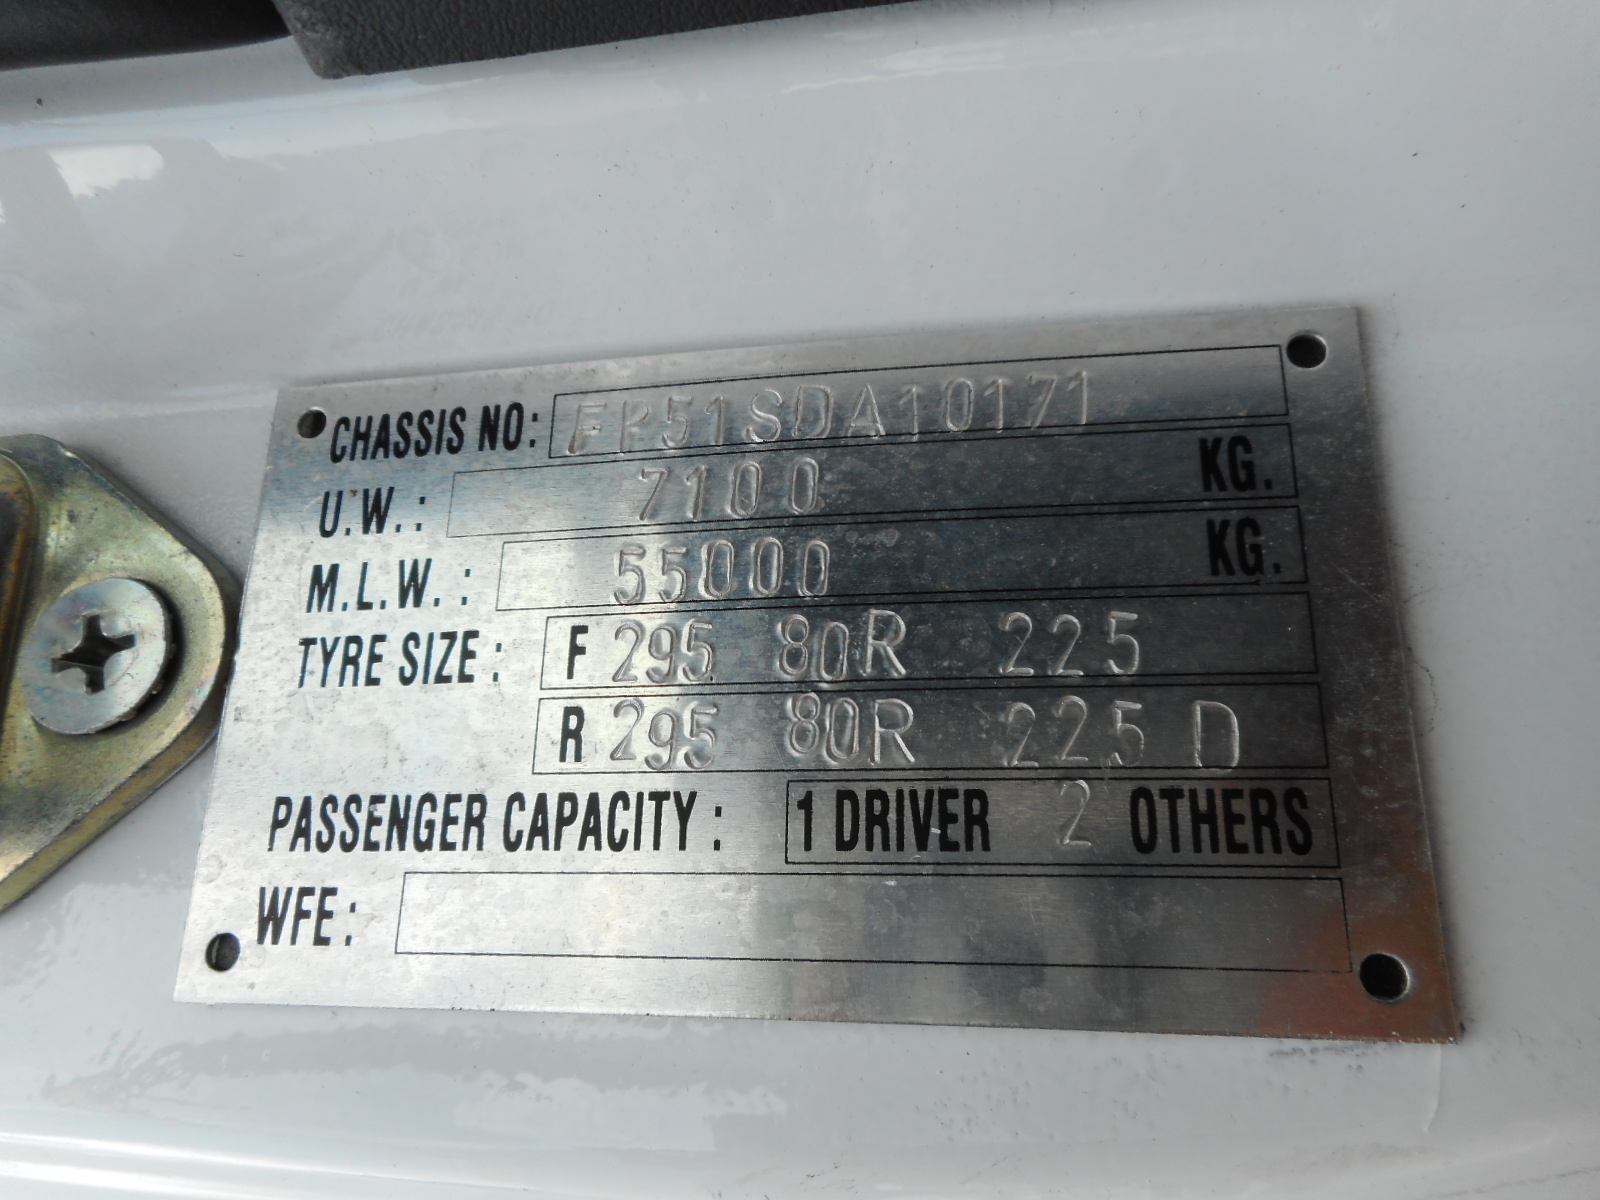 CHASSIS NO: FP51SDA10171
U.W.: 7100 KG.
M.L.W.: 55000 KG.
TYRE SIZE: F 295 80R 225
R 295 80R 225 D
PASSENGER CAPACITY: 1 DRIVER 2 OTHERS
WFE: